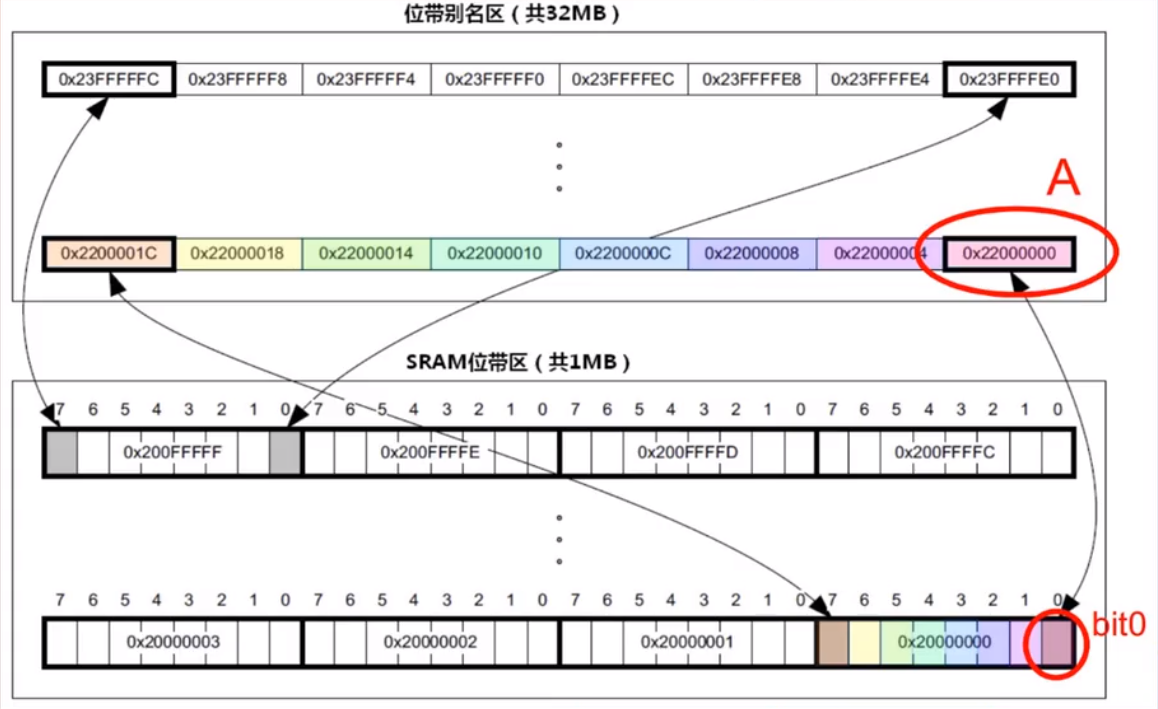 位带别名区（共32MB）
0x23FFFFFC 0x23FFFFF8 0x23FFFFF4 0x23FFFFF0 0x23FFFFEC 0x23FFFFE8 0x23FFFFE4 0x23FFFFE0
A
0x2200001C 0x22000018 0x22000014 0x22000010 0x2200000C 0x22000008 0x22000004 0x22000000
SRAM位带区（共1MB）
7 6 5 4 3 2 1 0 7 6 5 4 3 2 1 0 7 6 5 4 3 2 1 0 7 6 5 4 3 2 1 0
0x200FFFFF 0x200FFFFE 0x200FFFFD 0x200FFFFC
7 6 5 4 3 2 1 0 7 6 5 4 3 2 1 0 7 6 5 4 3 2 1 0 7 6 5 4 3 2 1 0
bit0
0x20000003 0x20000002 0x20000001 0x20000000